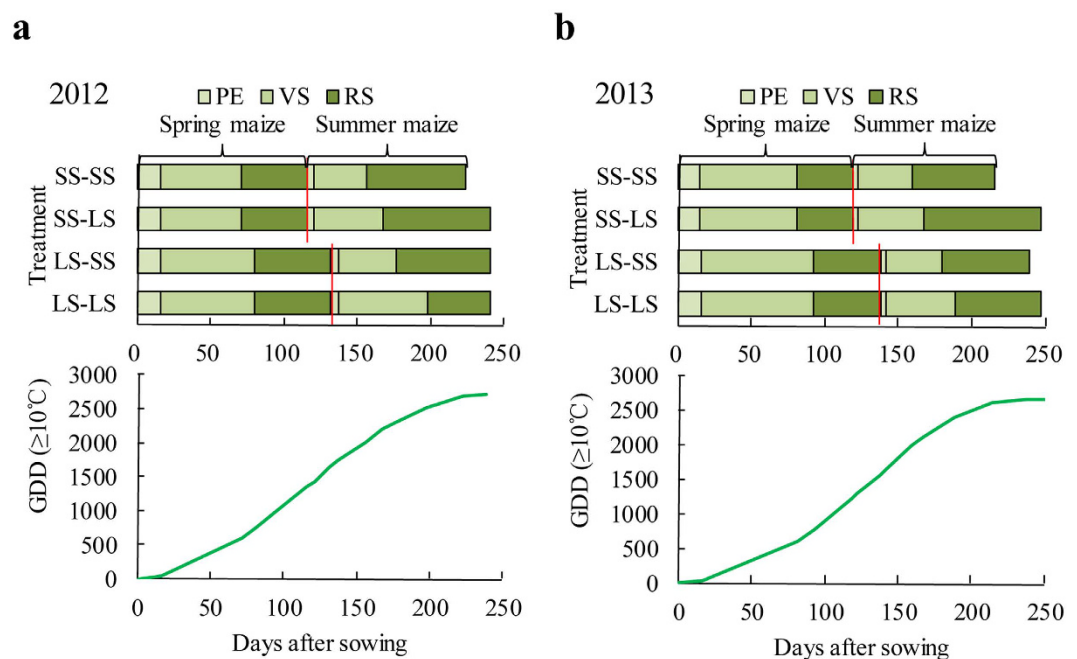 a
2012
PE VS RS
Spring maize Summer maize
Treatment
SS-SS
SS-LS
LS-SS
LS-LS
0 50 100 150 200 250
GDD (≥10℃)
3000
2500
2000
1500
1000
500
0
0 50 100 150 200 250
Days after sowing
b
2013
PE VS RS
Spring maize Summer maize
Treatment
SS-SS
SS-LS
LS-SS
LS-LS
0 50 100 150 200 250
GDD (≥10℃)
3000
2500
2000
1500
1000
500
0
0 50 100 150 200 250
Days after sowing